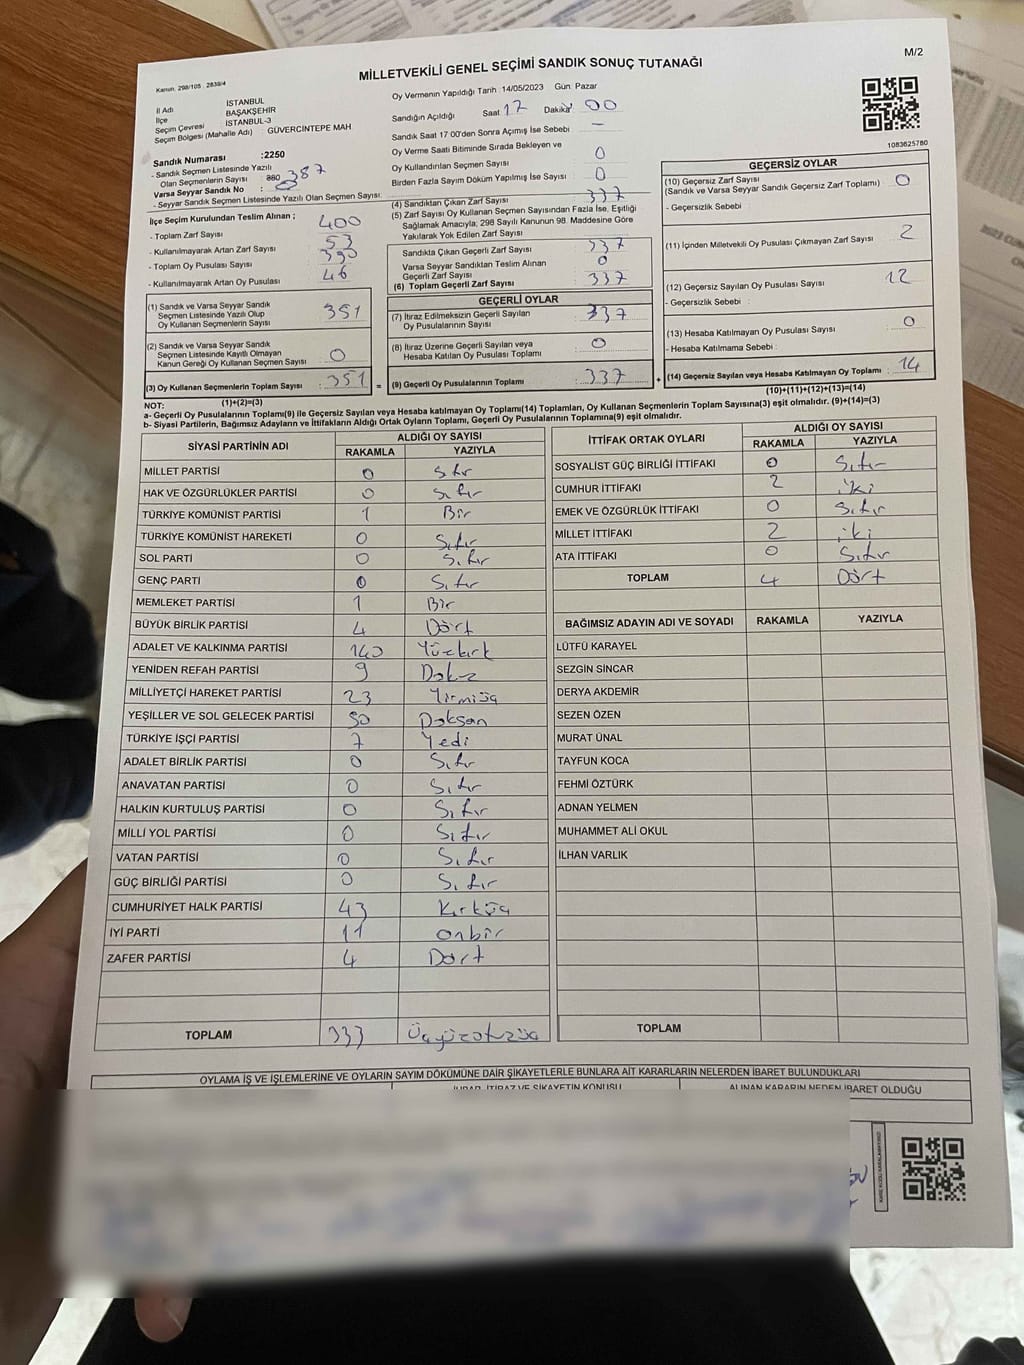 M/2
MİLLETVEKİLİ GENEL SEÇİMİ SANDIK SONUÇ TUTANAĞI
Kanun, 298/105 2839/4
İl Adı İSTANBUL
İlçe BAŞAKŞEHİR
Seçim Çevresi İSTANBUL-3
Seçim Bölgesi (Mahalle Adı) GÜVERCİNTEPE MAH
Sandık Numarası :2250
- Sandık Seçmen Listesinde Yazılı
Olan Seçmenlerin Sayısı 387
Varsa Seyyar Sandık No :
- Seyyar Sandık Seçmen Listesinde Yazılı Olan Seçmen Sayısı:
İlçe Seçim Kurulundan Teslim Alınan ;
- Toplam Zarf Sayısı 400
- Kullanılmayarak Artan Zarf Sayısı 53
- Toplam Oy Pusulası Sayısı 390
- Kullanılmayarak Artan Oy Pusulası 46
(1) Sandık ve Varsa Seyyar Sandık
Seçmen Listesinde Yazılı Olup
Oy Kullanan Seçmenlerin Sayısı 351
(2) Sandık ve Varsa Seyyar Sandık
Seçmen Listesinde Kayıtlı Olmayan
Kanun Gereği Oy Kullanan Seçmen Sayısı : 0
(3) Oy Kullanan Seçmenlerin Toplam Sayısı : 351 =
(1)+(2)=(3)
Oy Vermenin Yapıldığı Tarih :14/05/2023 Gün: Pazar
Sandığın Açıldığı Saat 17 Dakika 00
Sandık Saat 17 00'den Sonra Açımış İse Sebebi : –
Oy Verme Saati Bitiminde Sırada Bekleyen ve
Oy Kullandırılan Seçmen Sayısı : 0
Birden Fazla Sayım Döküm Yapılmış İse Sayısı : 0
(4) Sandıktan Çıkan Zarf Sayısı : 337
(5) Zarf Sayısı Oy Kullanan Seçmen Sayısından Fazla İse, Eşitliği
Sağlamak Amacıyla, 298 Sayılı Kanunun 98. Maddesine Göre
Yakılarak Yok Edilen Zarf Sayısı :
Sandıkta Çıkan Geçerli Zarf Sayısı : 337
Varsa Seyyar Sandıktan Teslim Alınan
Geçerli Zarf Sayısı : 0
(6) Toplam Geçerli Zarf Sayısı : 337
GEÇERLİ OYLAR
(7) İtiraz Edilmeksizin Geçerli Sayılan
Oy Pusulalarının Sayısı : 337
(8) İtiraz Üzerine Geçerli Sayılan veya
Hesaba Katılan Oy Pusulası Toplamı : 0
(9) Geçerli Oy Pusulalarının Toplamı : 337 +
1083625780
GEÇERSİZ OYLAR
(10) Geçersiz Zarf Sayısı
(Sandık ve Varsa Seyyar Sandık Geçersiz Zarf Toplamı) : 0
- Geçersizlik Sebebi :
(11) İçinden Milletvekili Oy Pusulası Çıkmayan Zarf Sayısı : 2
(12) Geçersiz Sayılan Oy Pusulası Sayısı : 12
- Geçersizlik Sebebi :
(13) Hesaba Katılmayan Oy Pusulası Sayısı : 0
- Hesaba Katılmama Sebebi :
(14) Geçersiz Sayılan veya Hesaba Katılmayan Oy Toplamı : 14
(10)+(11)+(12)+(13)=(14)
NOT:
a- Geçerli Oy Pusulalarının Toplamı(9) ile Geçersiz Sayılan veya Hesaba katılmayan Oy Toplamı(14) Toplamları, Oy Kullanan Seçmenlerin Toplam Sayısına(3) eşit olmalıdır. (9)+(14)=(3)
b- Siyasi Partilerin, Bağımsız Adayların ve İttifakların Aldığı Ortak Oyların Toplamı, Geçerli Oy Pusulalarının Toplamına(9) eşit olmalıdır.
SİYASİ PARTİNİN ADI ALDIĞI OY SAYISI
RAKAMLA YAZIYLA
MİLLET PARTİSİ 0 Sıfır
HAK VE ÖZGÜRLÜKLER PARTİSİ 0 Sıfır
TÜRKİYE KOMÜNİST PARTİSİ 1 Bir
TÜRKİYE KOMÜNİST HAREKETİ 0 Sıfır
SOL PARTİ 0 Sıfır
GENÇ PARTİ 0 Sıfır
MEMLEKET PARTİSİ 1 Bir
BÜYÜK BİRLİK PARTİSİ 4 Dört
ADALET VE KALKINMA PARTİSİ 140 Yüzkırk
YENİDEN REFAH PARTİSİ 9 Dokuz
MİLLİYETÇİ HAREKET PARTİSİ 23 Yirmiüç
YEŞİLLER VE SOL GELECEK PARTİSİ 90 Doksan
TÜRKİYE İŞÇİ PARTİSİ 7 Yedi
ADALET BİRLİK PARTİSİ 0 Sıfır
ANAVATAN PARTİSİ 0 Sıfır
HALKIN KURTULUŞ PARTİSİ 0 Sıfır
MİLLİ YOL PARTİSİ 0 Sıfır
VATAN PARTİSİ 0 Sıfır
GÜÇ BİRLİĞİ PARTİSİ 0 Sıfır
CUMHURİYET HALK PARTİSİ 43 Kırküç
İYİ PARTİ 11 Onbir
ZAFER PARTİSİ 4 Dört
TOPLAM 333 Üçyüzotuzüç
İTTİFAK ORTAK OYLARI ALDIĞI OY SAYISI
RAKAMLA YAZIYLA
SOSYALİST GÜÇ BİRLİĞİ İTTİFAKI 0 Sıfır
CUMHUR İTTİFAKI 2 iki
EMEK VE ÖZGÜRLÜK İTTİFAKI 0 Sıfır
MİLLET İTTİFAKI 2 iki
ATA İTTİFAKI 0 Sıfır
TOPLAM 4 Dört
BAĞIMSIZ ADAYIN ADI VE SOYADI RAKAMLA YAZIYLA
LÜTFÜ KARAYEL
SEZGİN SİNCAR
DERYA AKDEMİR
SEZEN ÖZEN
MURAT ÜNAL
TAYFUN KOCA
FEHMİ ÖZTÜRK
ADNAN YELMEN
MUHAMMET ALİ OKUL
İLHAN VARLIK
TOPLAM
OYLAMA İŞ VE İŞLEMLERİNE VE OYLARIN SAYIM DÖKÜMÜNE DAİR ŞİKAYETLERLE BUNLARA AİT KARARLARIN NELERDEN İBARET BULUNDUKLARI
İHBAR, İTİRAZ VE ŞİKAYETİN KONUSU ALINAN KARARIN NEDEN İBARET OLDUĞU